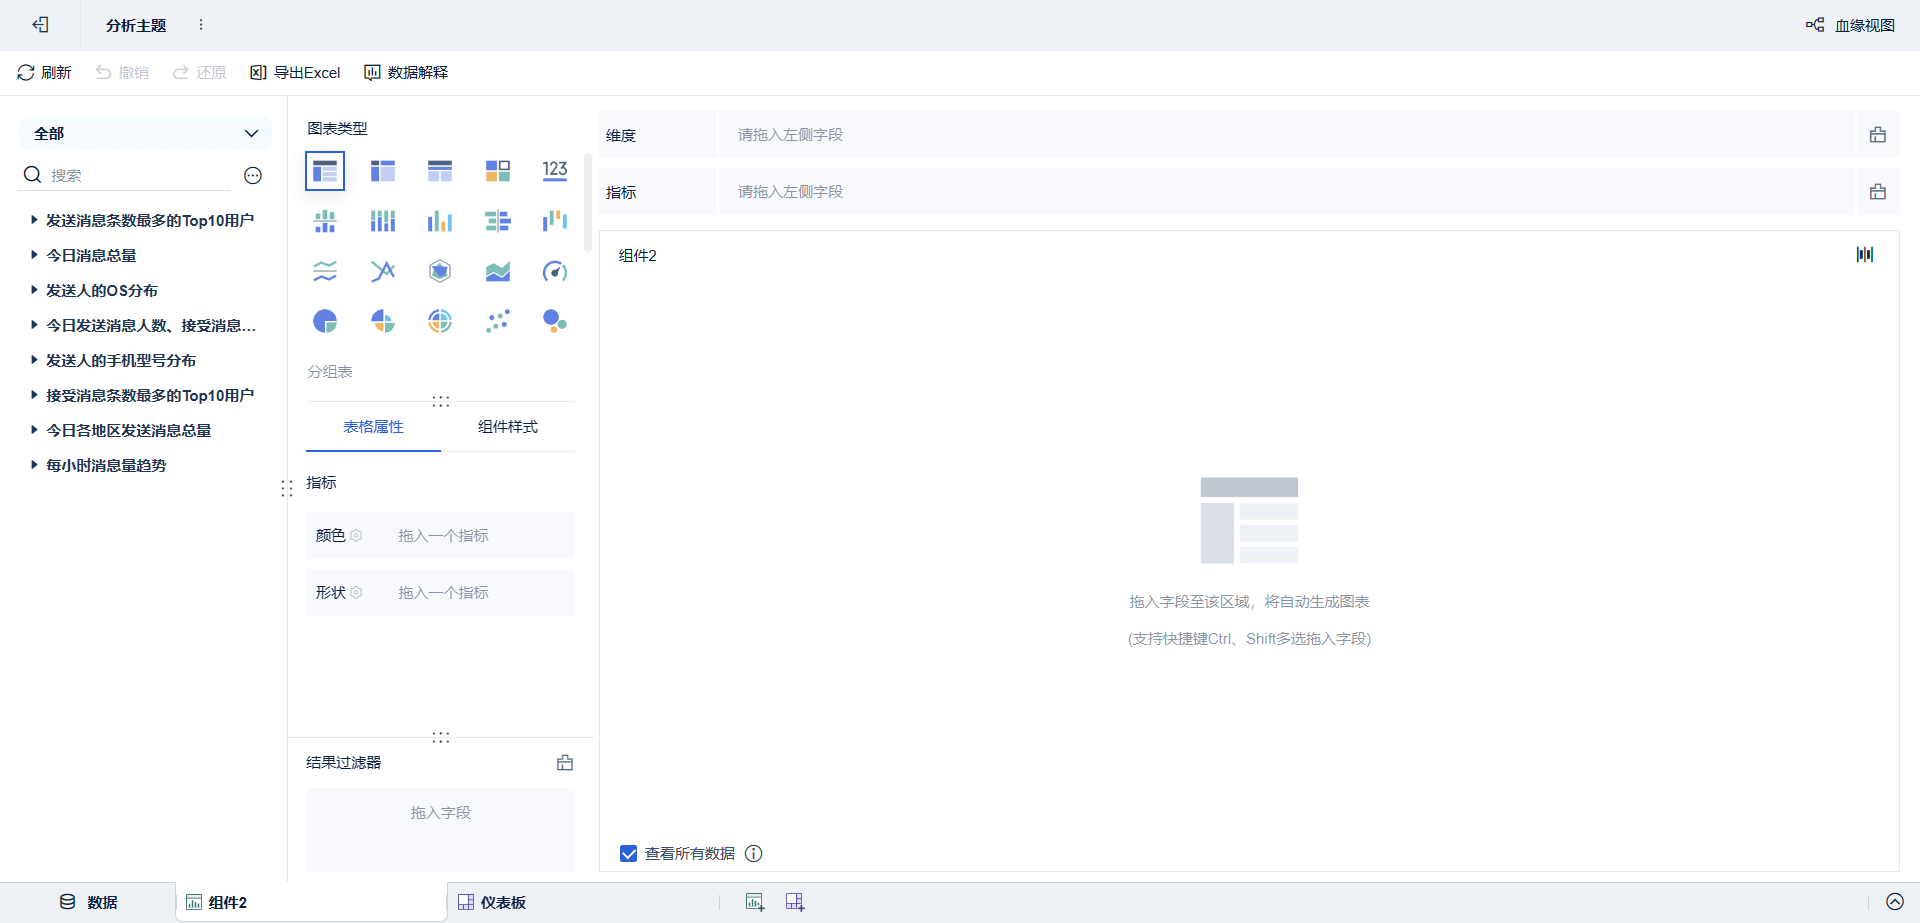 分析主题
血缘视图
刷新
撤销
还原
导出Excel
数据解释
全部
搜索
发送消息条数最多的Top10用户
今日消息总量
发送人的OS分布
今日发送消息人数、接受消息...
发送人的手机型号分布
接受消息条数最多的Top10用户
今日各地区发送消息总量
每小时消息量趋势
图表类型
123
分组表
表格属性
组件样式
指标
颜色
拖入一个指标
形状
拖入一个指标
结果过滤器
拖入字段
维度
请拖入左侧字段
指标
请拖入左侧字段
组件2
拖入字段至该区域，将自动生成图表
(支持快捷键Ctrl、Shift多选拖入字段)
查看所有数据
数据
组件2
仪表板